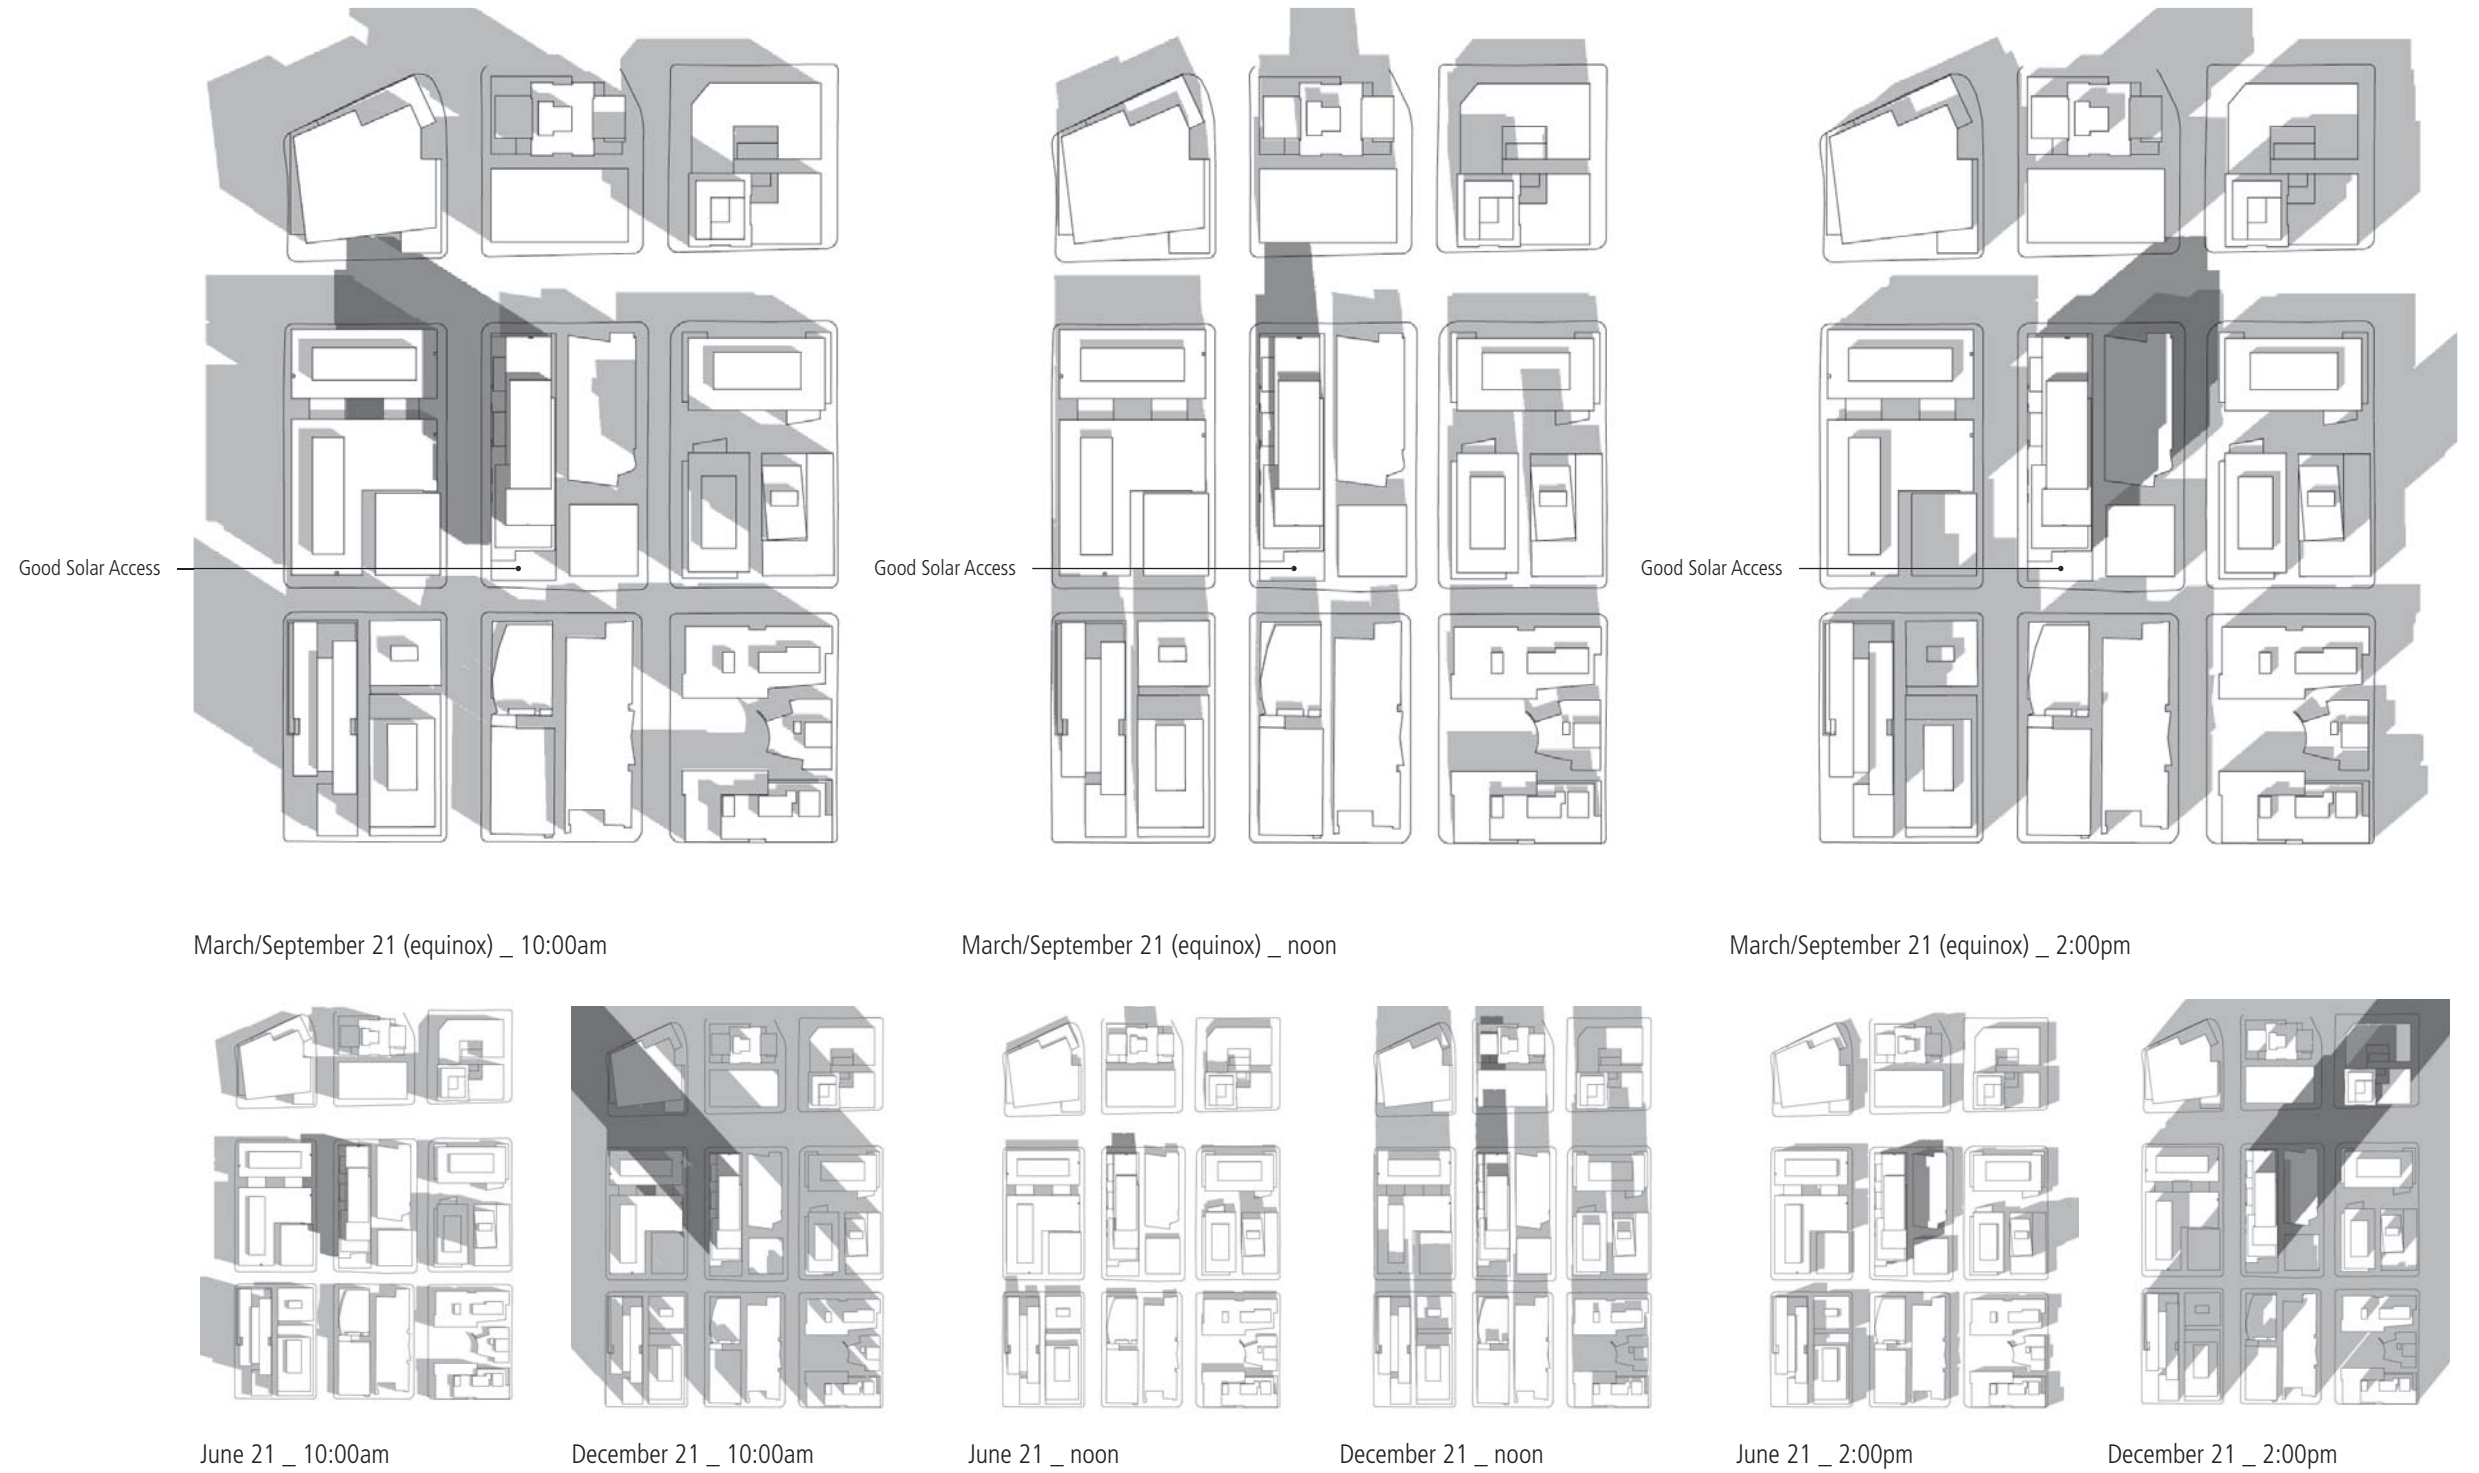 Good Solar Access
Good Solar Access
Good Solar Access
March/September 21 (equinox) _ 10:00am
March/September 21 (equinox) _ noon
March/September 21 (equinox) _ 2:00pm
June 21 _ 10:00am
December 21 _ 10:00am
June 21 _ noon
December 21 _ noon
June 21 _ 2:00pm
December 21 _ 2:00pm